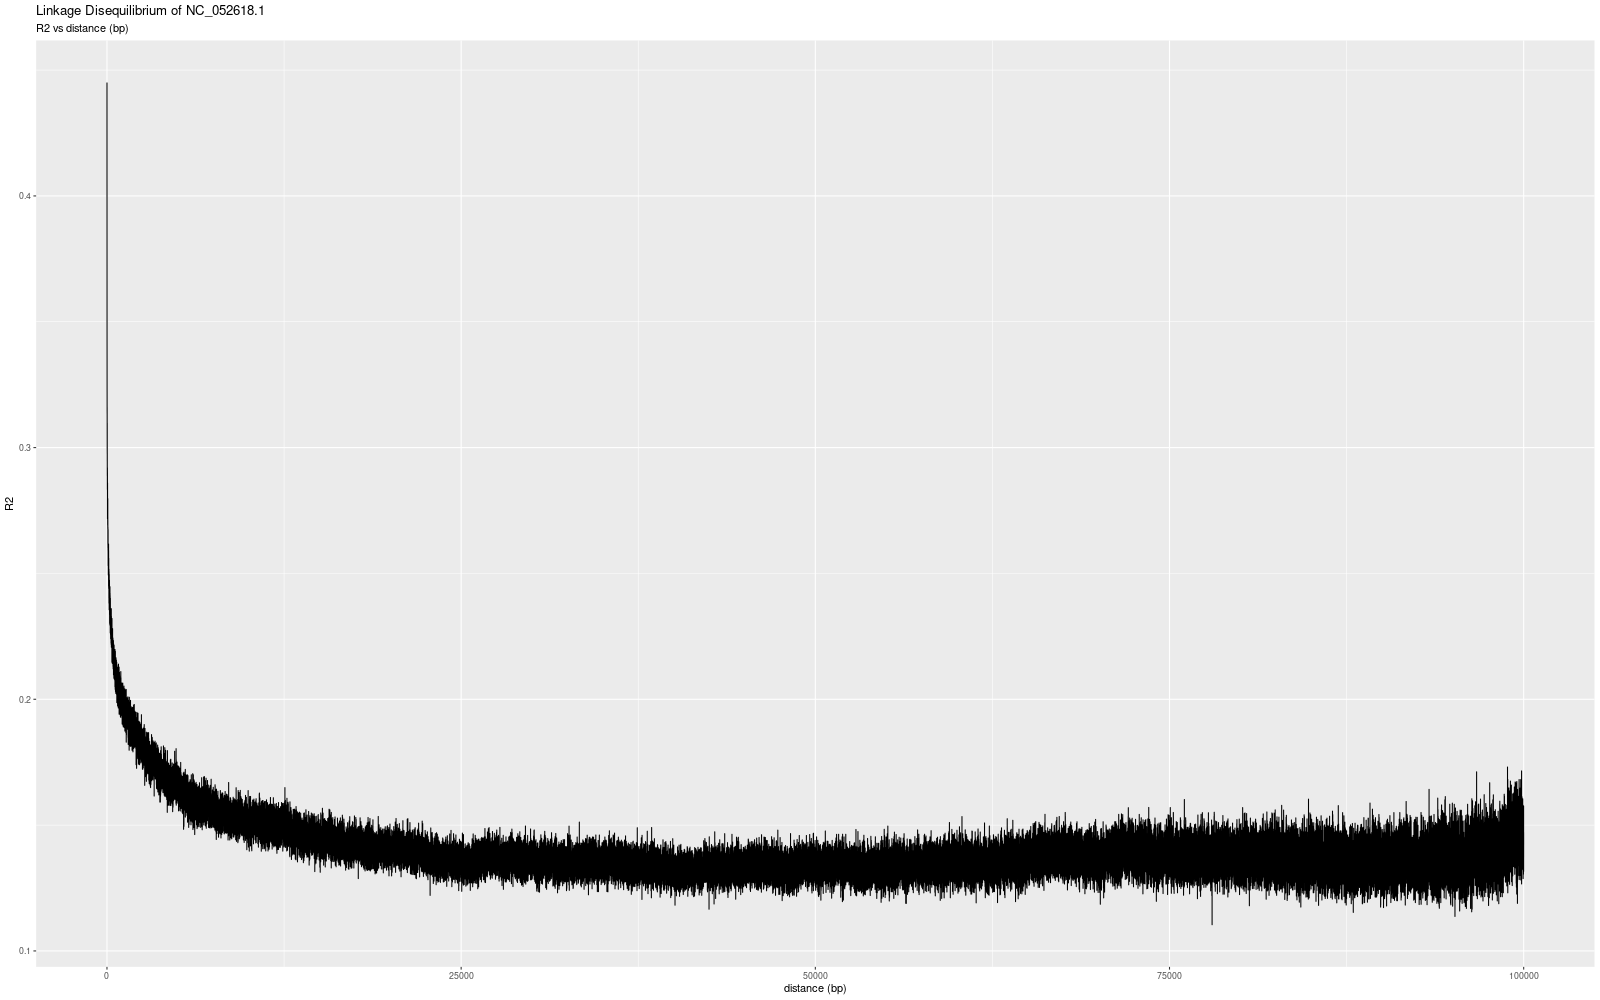 Linkage Disequilibrium of NC_052618.1
R2 vs distance (bp)
0.4
0.3
R2
0.2
0.1
0
25000
50000
75000
100000
distance (bp)